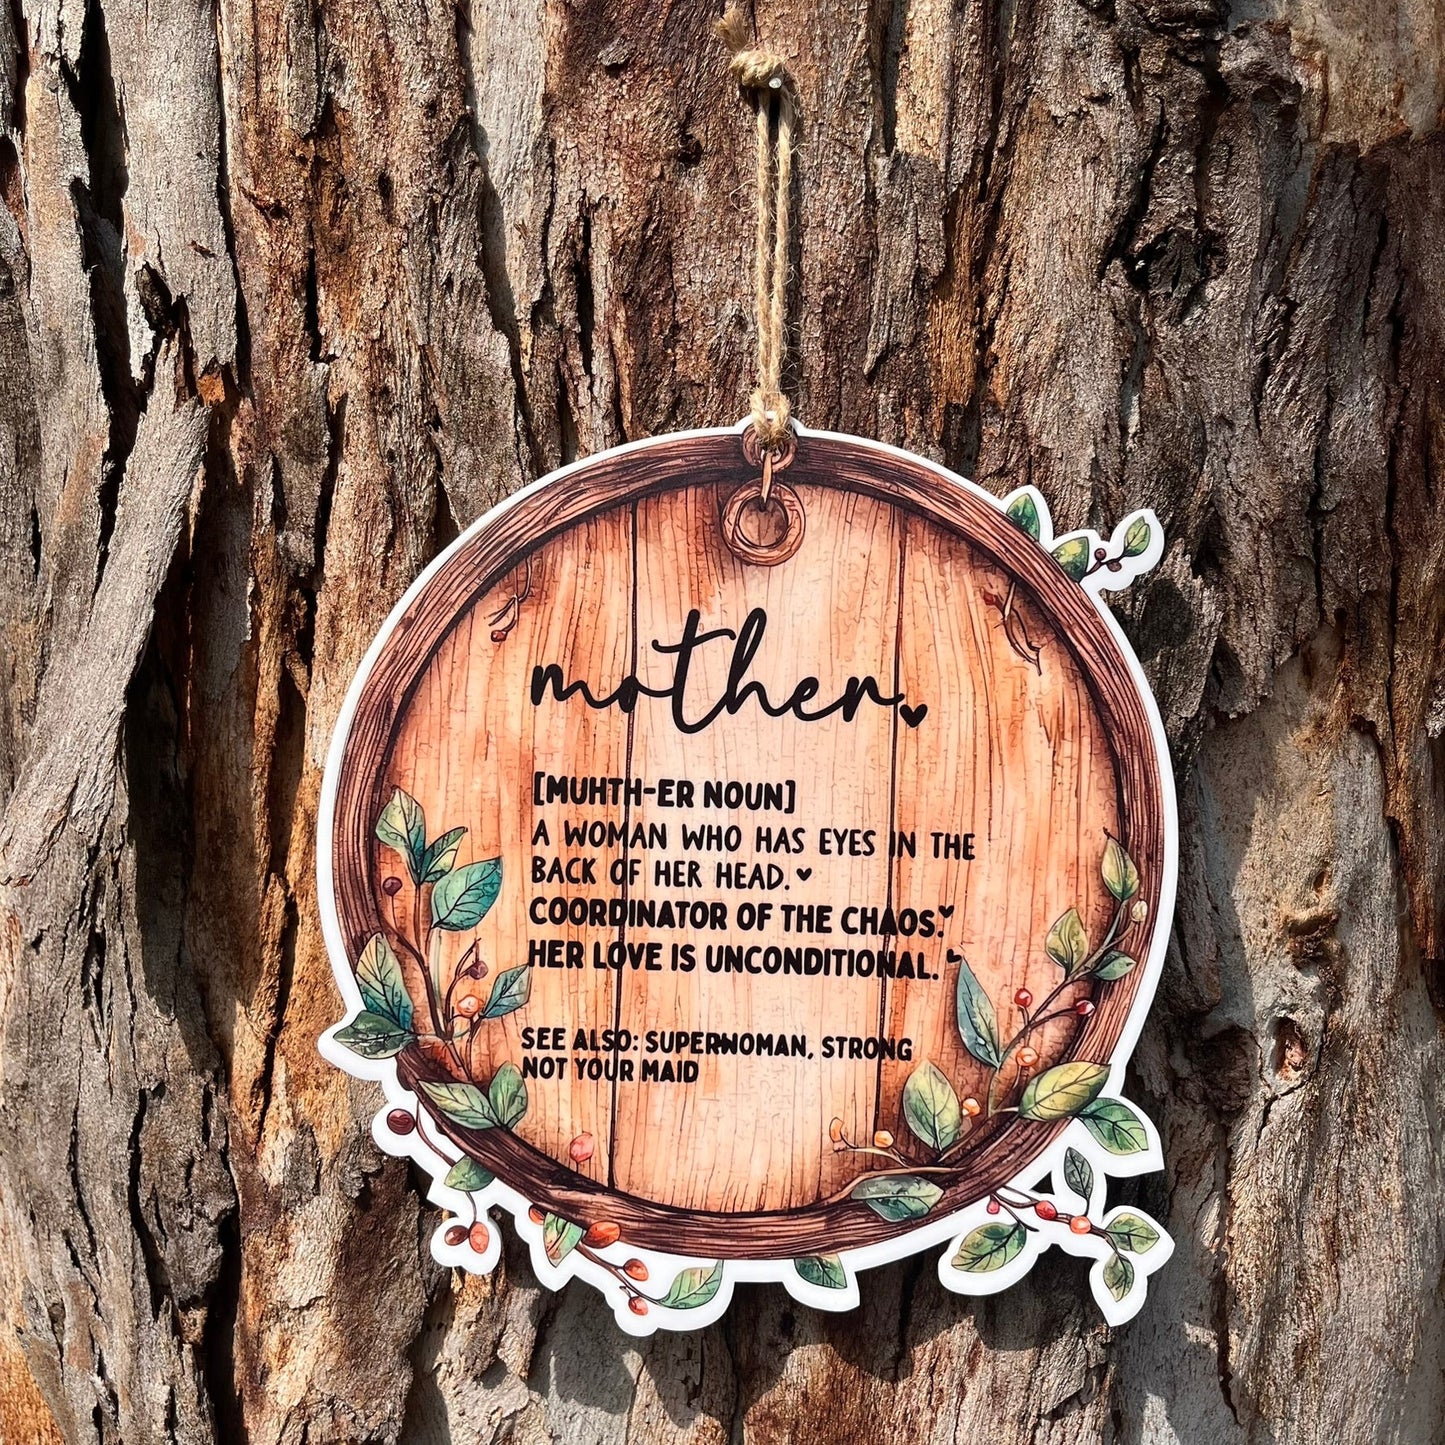 mother
[MUHTH-ER NOUN]
A WOMAN WHO HAS EYES IN THE
BACK OF HER HEAD.
COORDINATOR OF THE CHAOS.
HER LOVE IS UNCONDITIONAL.
SEE ALSO: SUPERWOMAN, STRONG
NOT YOUR MAID